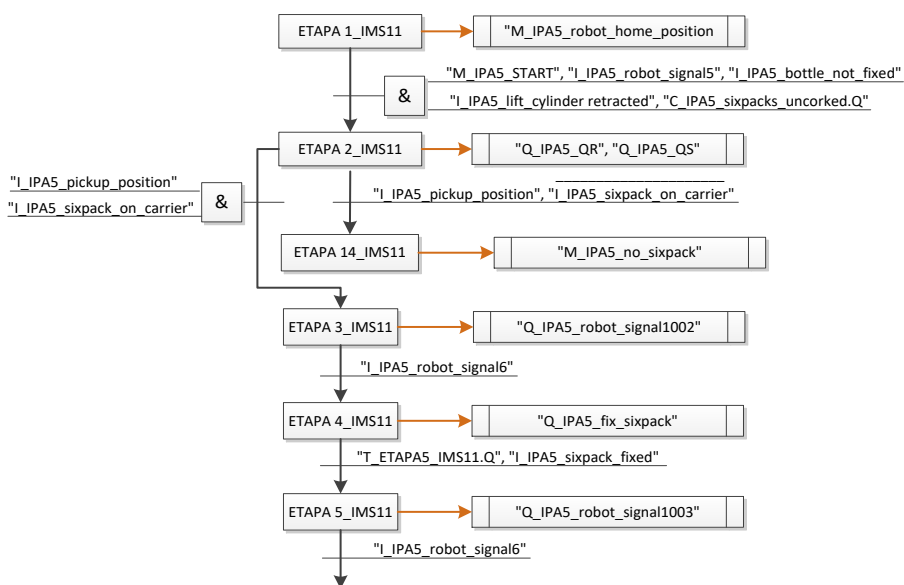 ETAPA 1_IMS11
"M_IPA5_robot_home_position
"M_IPA5_START", "I_IPA5_robot_signal5", "I_IPA5_bottle_not_fixed"
&
"I_IPA5_lift_cylinder retracted", "C_IPA5_sixpacks_uncorked.Q"
ETAPA 2_IMS11
"Q_IPA5_QR", "Q_IPA5_QS"
"I_IPA5_pickup_position"
"I_IPA5_sixpack_on_carrier"
&
"I_IPA5_pickup_position", "I_IPA5_sixpack_on_carrier"
ETAPA 14_IMS11
"M_IPA5_no_sixpack"
ETAPA 3_IMS11
"Q_IPA5_robot_signal1002"
"I_IPA5_robot_signal6"
ETAPA 4_IMS11
"Q_IPA5_fix_sixpack"
"T_ETAPA5_IMS11.Q", "I_IPA5_sixpack_fixed"
ETAPA 5_IMS11
"Q_IPA5_robot_signal1003"
"I_IPA5_robot_signal6"